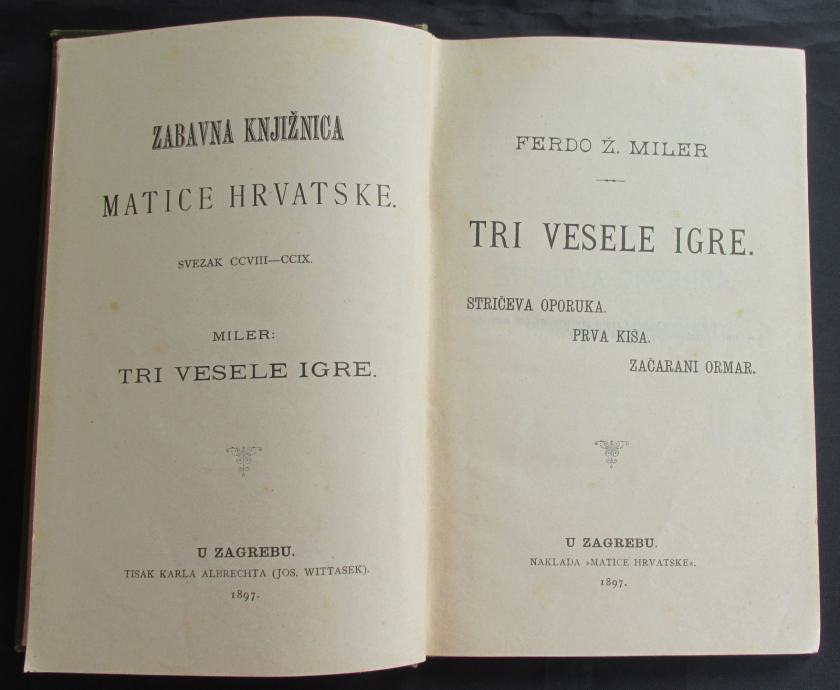 ZABAVNA KNJIŽNICA
MATICE HRVATSKE.
SVEZAK CCVIII—CCIX.
MILER:
TRI VESELE IGRE.
U ZAGREBU.
TISAK KARLA ALBRECHTA (JOS. WITTASEK).
1897.
FERDO Ž. MILER
TRI VESELE IGRE.
STRIČEVA OPORUKA.
PRVA KIŠA.
ZAČARANI ORMAR.
U ZAGREBU.
NAKLADA »MATICE HRVATSKE«.
1897.